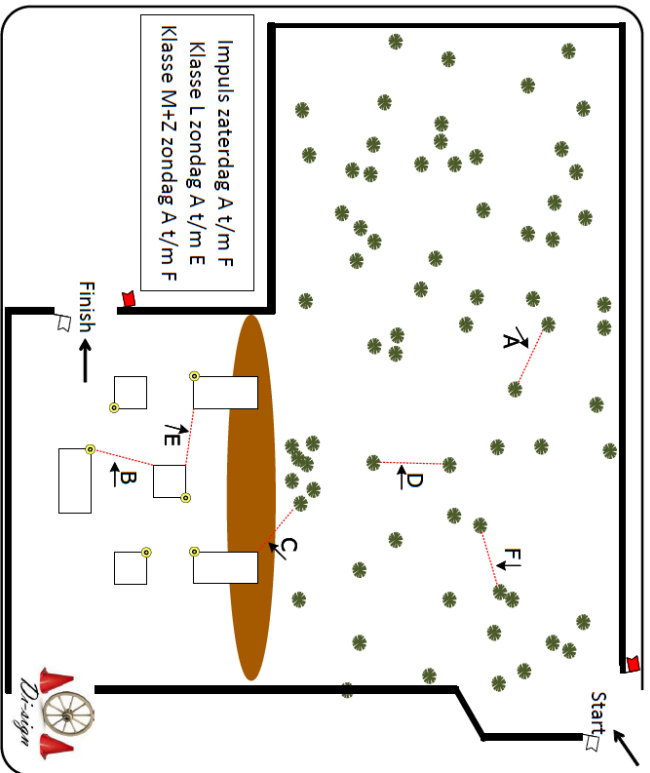 Impuls zaterdag A t/m F
Klasse L zondag A t/m E
Klasse M+Z zondag A t/m F
Start
A
F
D
C
E
B
Finish
Di-sign